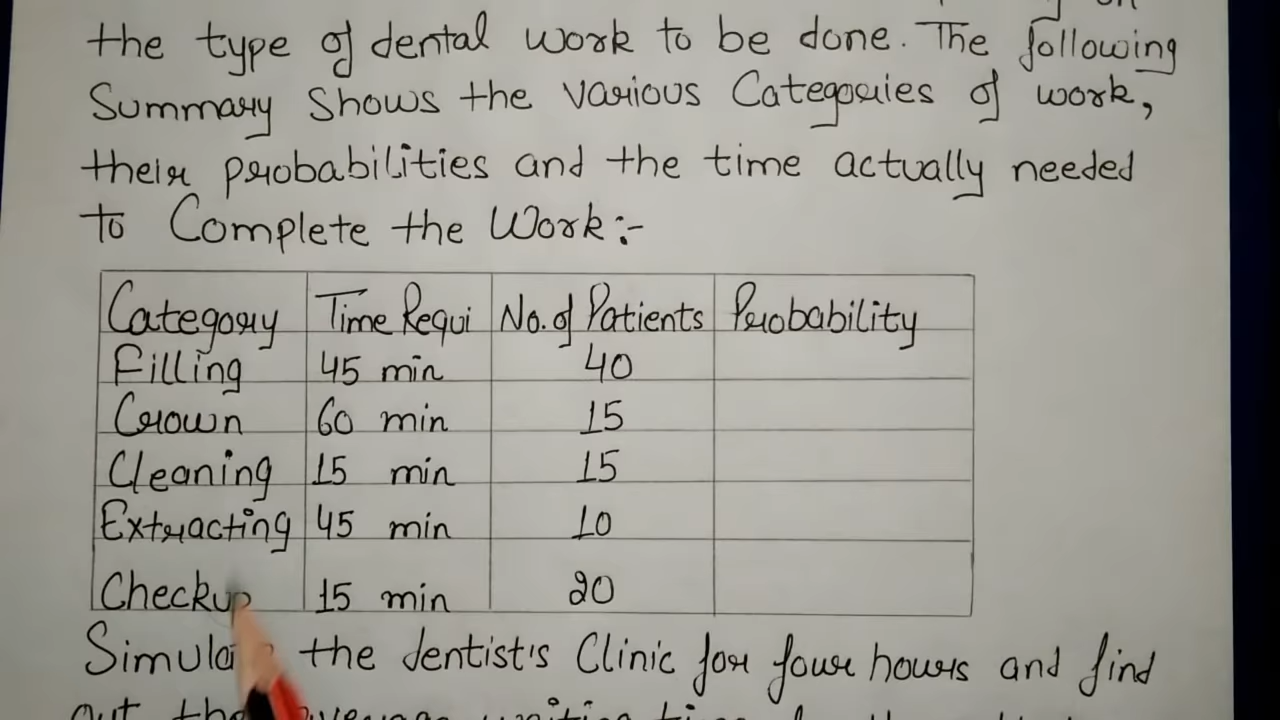 the type of dental work to be done. The following
Summary Shows the various Categories of work,
their probabilities and the time actually needed
to Complete the Work:-
Category Time Requi No. of Patients Probability
Filling 45 min 40
Crown 60 min 15
Cleaning 15 min 15
Extracting 45 min 10
Checkup 15 min 20
the dentist's Clinic for four hours and find